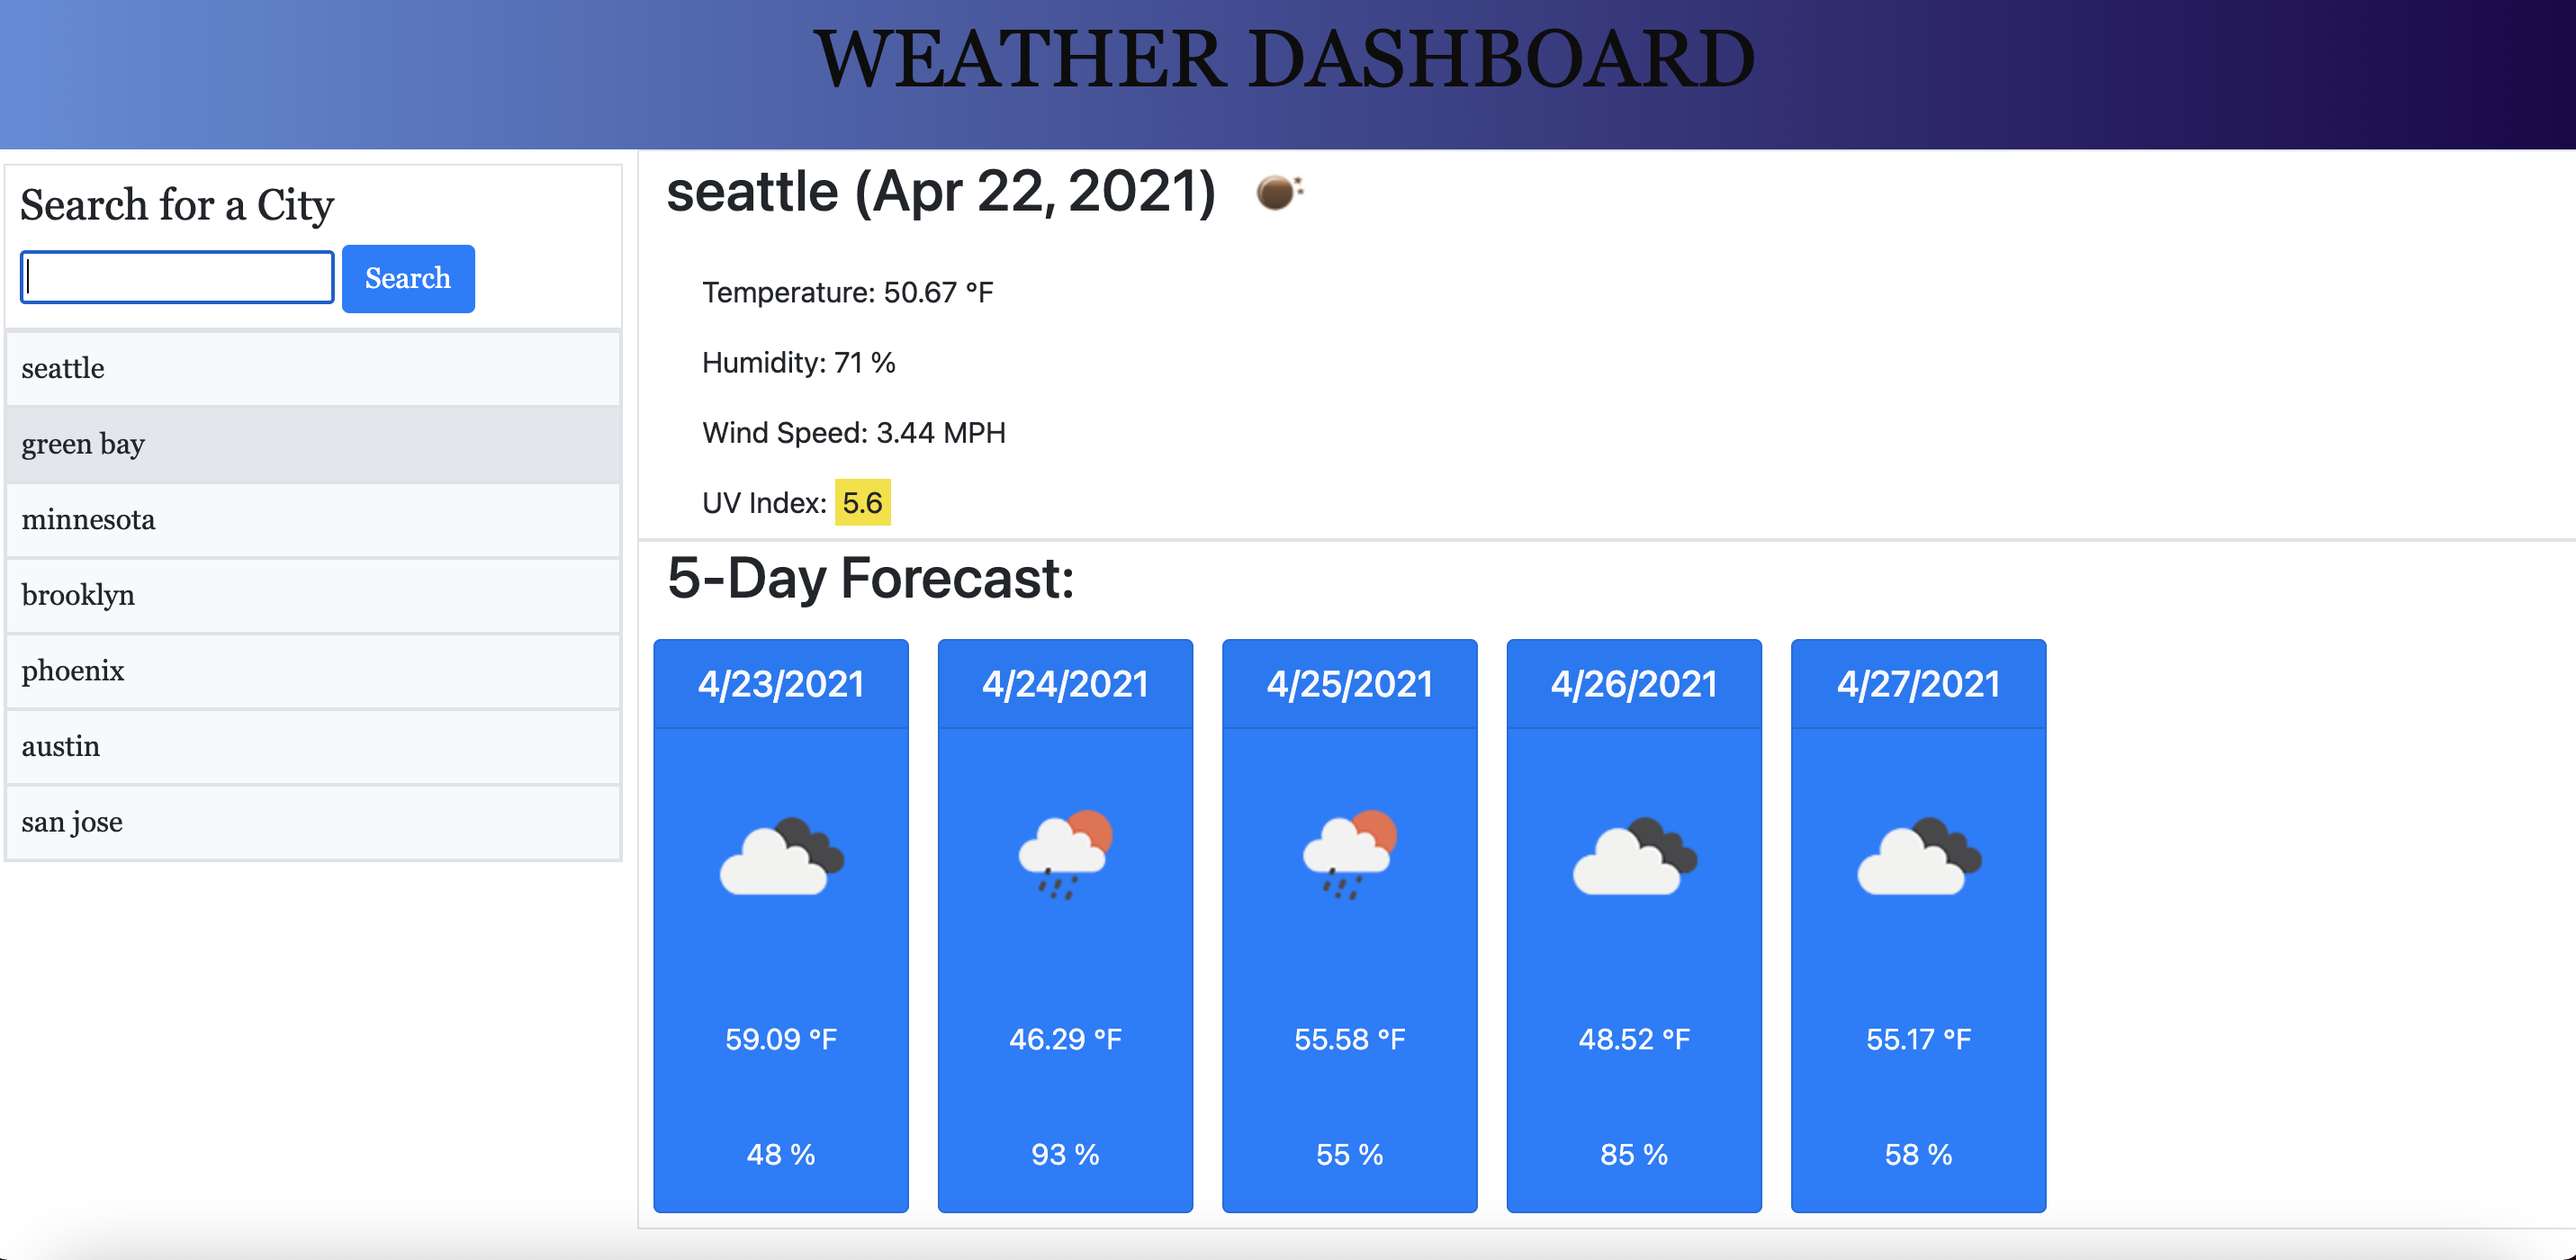 WEATHER DASHBOARD
Search for a City
Search
seattle
green bay
minnesota
brooklyn
phoenix
austin
san jose
seattle (Apr 22, 2021)
Temperature: 50.67 °F
Humidity: 71 %
Wind Speed: 3.44 MPH
UV Index: 5.6
5-Day Forecast:
4/23/2021
59.09 °F
48 %
4/24/2021
46.29 °F
93 %
4/25/2021
55.58 °F
55 %
4/26/2021
48.52 °F
85 %
4/27/2021
55.17 °F
58 %